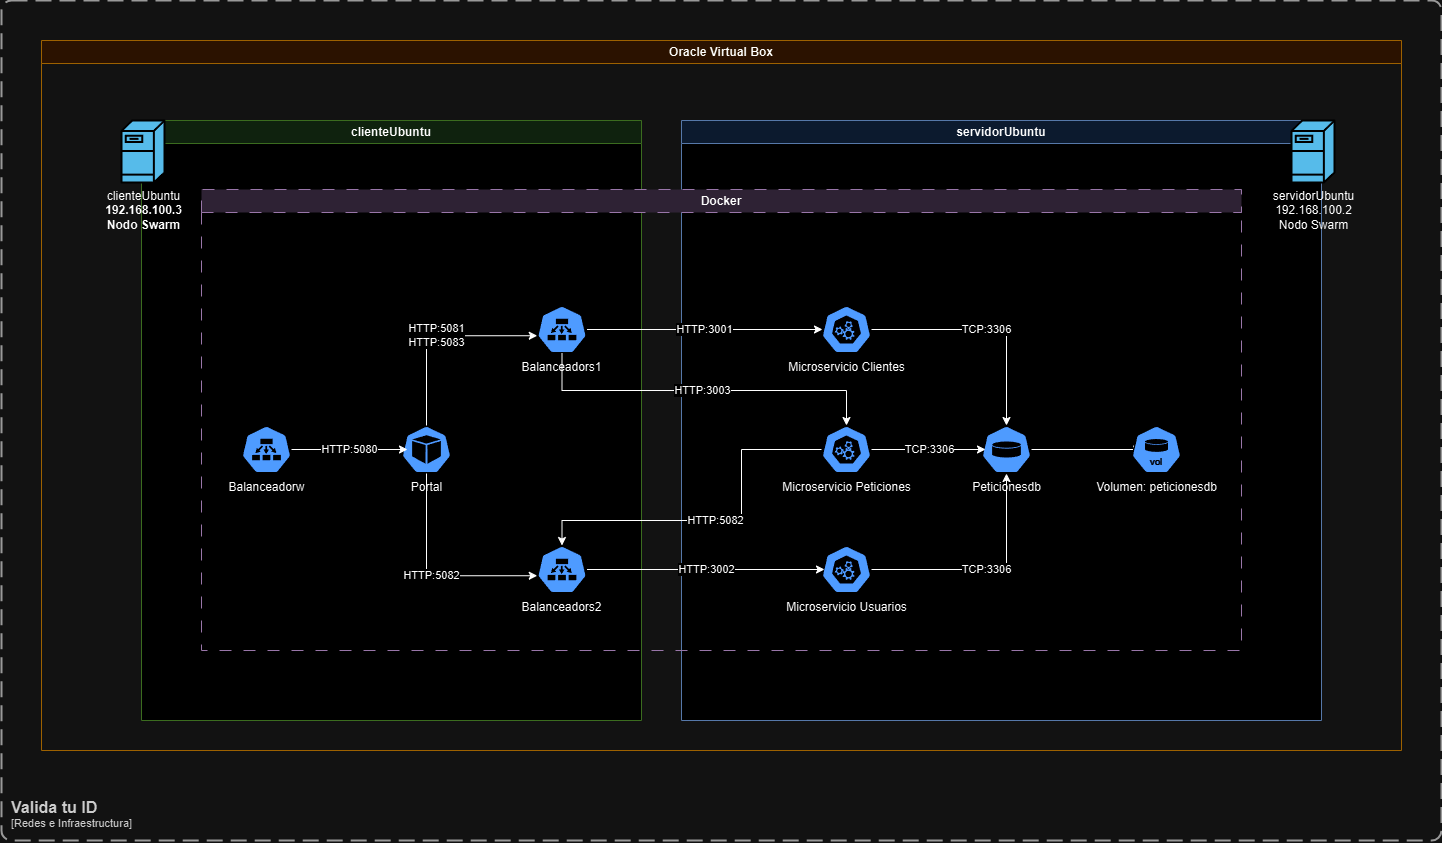 Oracle Virtual Box
clienteUbuntu
servidorUbuntu
clienteUbuntu
192.168.100.3
Nodo Swarm
servidorUbuntu
192.168.100.2
Nodo Swarm
Docker
HTTP:5081
HTTP:5083
HTTP:3001
TCP:3306
Balanceadors1
Microservicio Clientes
HTTP:3003
HTTP:5080
TCP:3306
vol
Balanceadorw
Portal
Microservicio Peticiones
Peticionesdb
Volumen: peticionesdb
HTTP:5082
HTTP:5082
HTTP:3002
TCP:3306
Balanceadors2
Microservicio Usuarios
Valida tu ID
[Redes e Infraestructura]